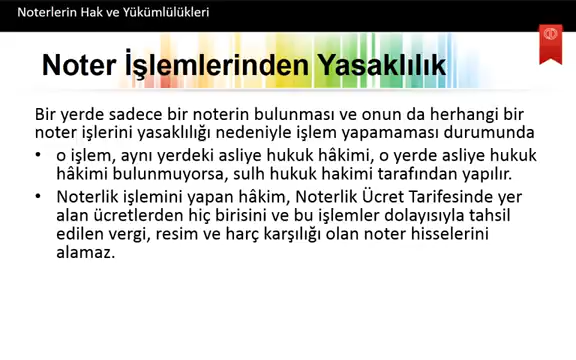 Noterlerin Hak ve Yükümlülükleri
Noter İşlemlerinden Yasaklılık
Bir yerde sadece bir noterin bulunması ve onun da herhangi bir
noter işlerini yasaklılığı nedeniyle işlem yapamaması durumunda
• o işlem, aynı yerdeki asliye hukuk hâkimi, o yerde asliye hukuk
hâkimi bulunmuyorsa, sulh hukuk hakimi tarafından yapılır.
• Noterlik işlemini yapan hâkim, Noterlik Ücret Tarifesinde yer
alan ücretlerden hiç birisini ve bu işlemler dolayısıyla tahsil
edilen vergi, resim ve harç karşılığı olan noter hisselerini
alamaz.